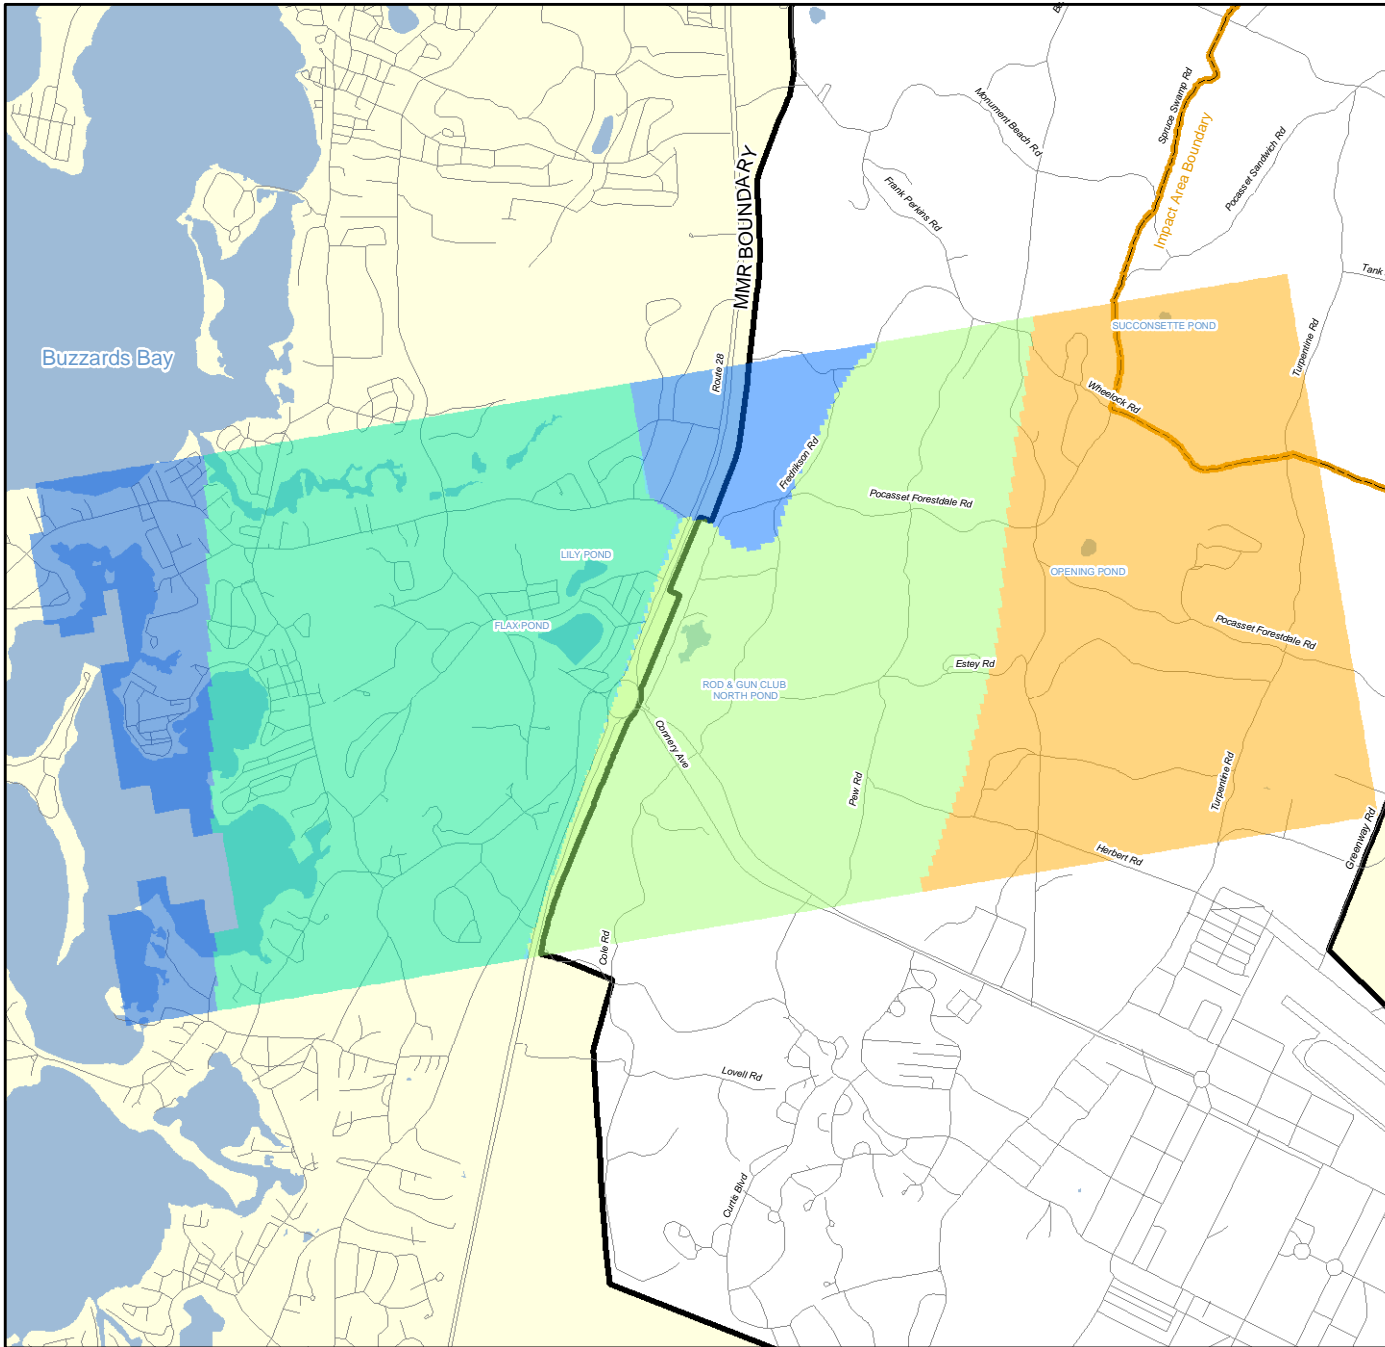 Monument Beach Rd
Spruce Swamp Rd
Impact Area Boundary
Pocasset Sandwich Rd
Frank Perkins Rd
MMR BOUNDARY
Tank
Buzzards Bay
SUCCONSETTE POND
Route 28
Turpentine Rd
Wheelock Rd
Fredrikson Rd
Pocasset Forestdale Rd
LILY POND
OPENING POND
FLAX POND
Pocasset Forestdale Rd
Estey Rd
ROD & GUN CLUB
NORTH POND
Connery Ave
Pew Rd
Turpentine Rd
Greenway Rd
Herbert Rd
Cole Rd
Lovell Rd
Curtis Blvd